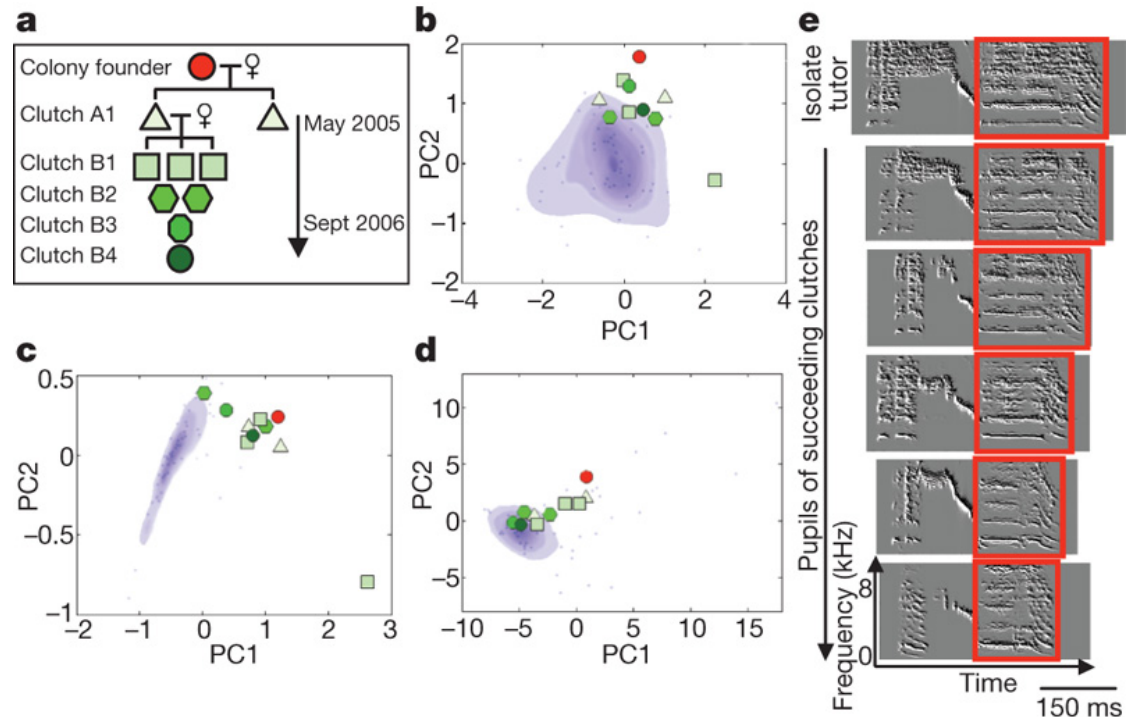 a
Colony founder
♀
Clutch A1
♀
May 2005
Clutch B1
Clutch B2
Clutch B3
Sept 2006
Clutch B4
b
2
1
0
−1
−2
PC2
−2
0
2
4
PC1
c
0.5
0
−0.5
−1
PC2
−2
−1
0
1
2
3
PC1
d
10
5
0
−5
PC2
−10
−5
0
5
10
15
PC1
e
Isolate
tutor
Pupils of succeeding clutches
Frequency (kHz)
8
0
Time
150 ms